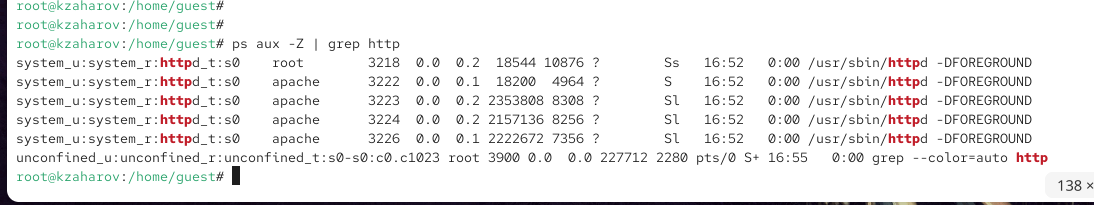 root@kzaharov:/home/guest#
root@kzaharov:/home/guest#
root@kzaharov:/home/guest# ps aux -Z | grep http
system_u:system_r:httpd_t:s0    root        3218  0.0  0.2  18544 10876 ?        Ss   16:52   0:00 /usr/sbin/httpd -DFOREGROUND
system_u:system_r:httpd_t:s0    apache      3222  0.0  0.1  18200  4964 ?        S    16:52   0:00 /usr/sbin/httpd -DFOREGROUND
system_u:system_r:httpd_t:s0    apache      3223  0.0  0.2 2353808 8308 ?        Sl   16:52   0:00 /usr/sbin/httpd -DFOREGROUND
system_u:system_r:httpd_t:s0    apache      3224  0.0  0.2 2157136 8256 ?        Sl   16:52   0:00 /usr/sbin/httpd -DFOREGROUND
system_u:system_r:httpd_t:s0    apache      3226  0.0  0.1 2222672 7356 ?        Sl   16:52   0:00 /usr/sbin/httpd -DFOREGROUND
unconfined_u:unconfined_r:unconfined_t:s0-s0:c0.c1023 root 3900 0.0  0.0 227712 2280 pts/0 S+ 16:55   0:00 grep --color=auto http
root@kzaharov:/home/guest#
138 ×